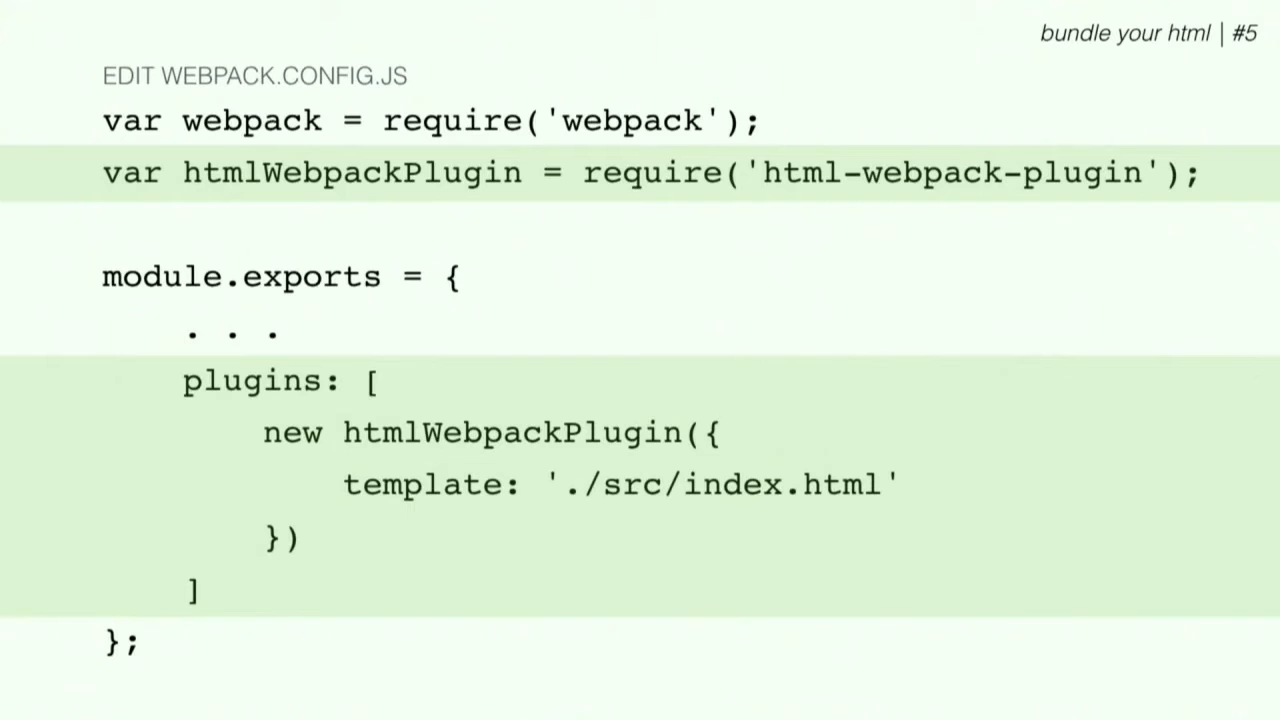 bundle your html | #5
EDIT WEBPACK.CONFIG.JS
var webpack = require('webpack');
var htmlWebpackPlugin = require('html-webpack-plugin');
module.exports = {
. . .
plugins: [
new htmlWebpackPlugin({
template: './src/index.html'
})
]
};